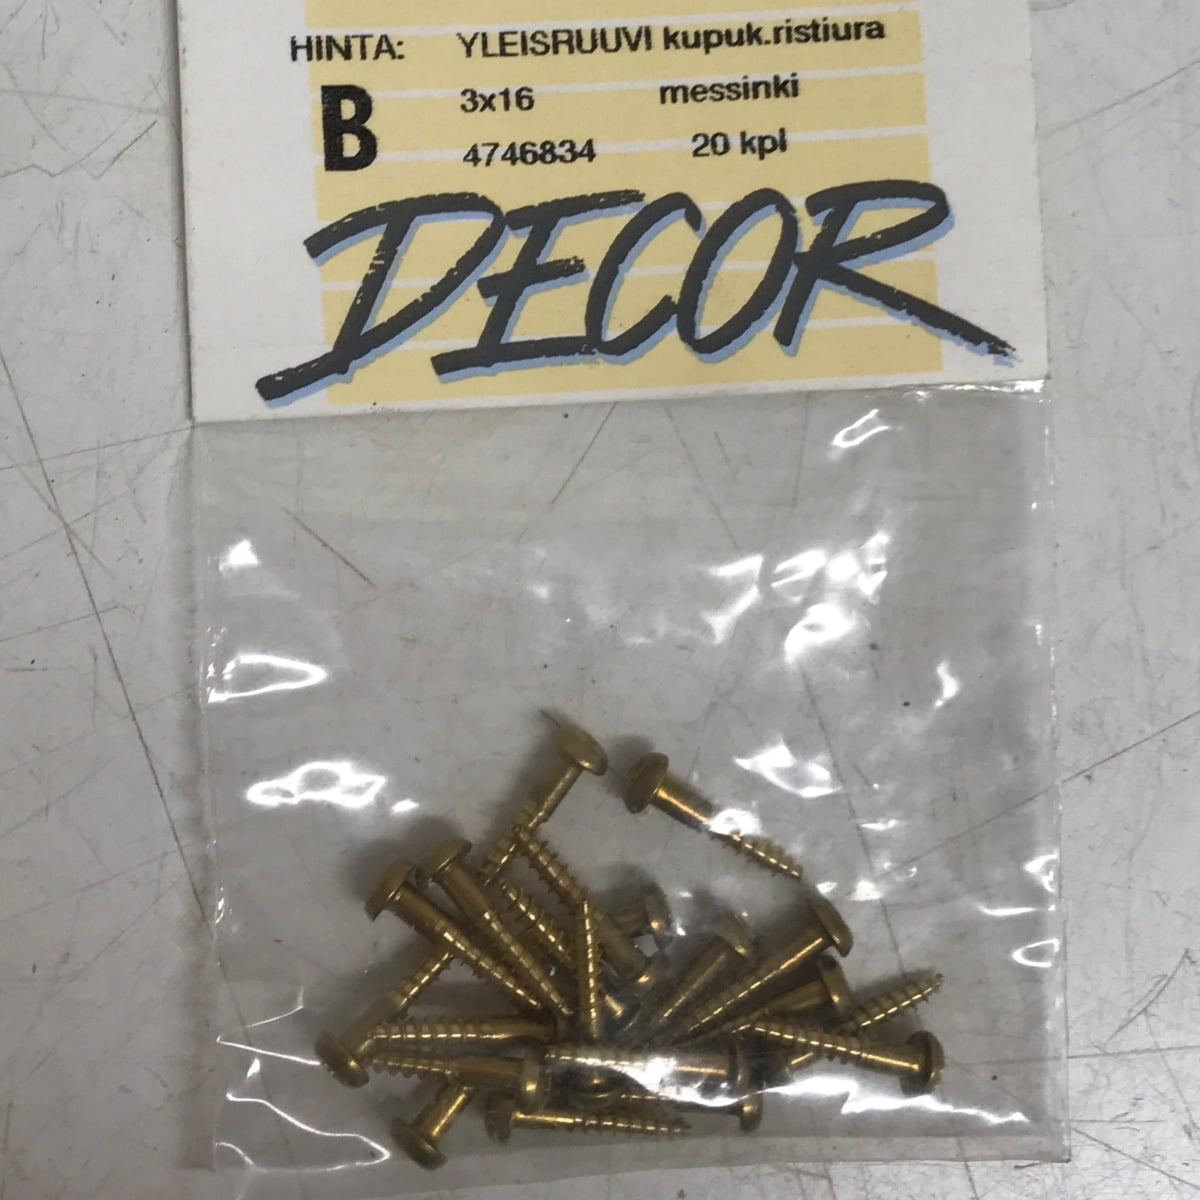 HINTA: YLEISRUUVI kupuk.ristiura
B 3x16 messinki
4746834 20 kpl
DECOR